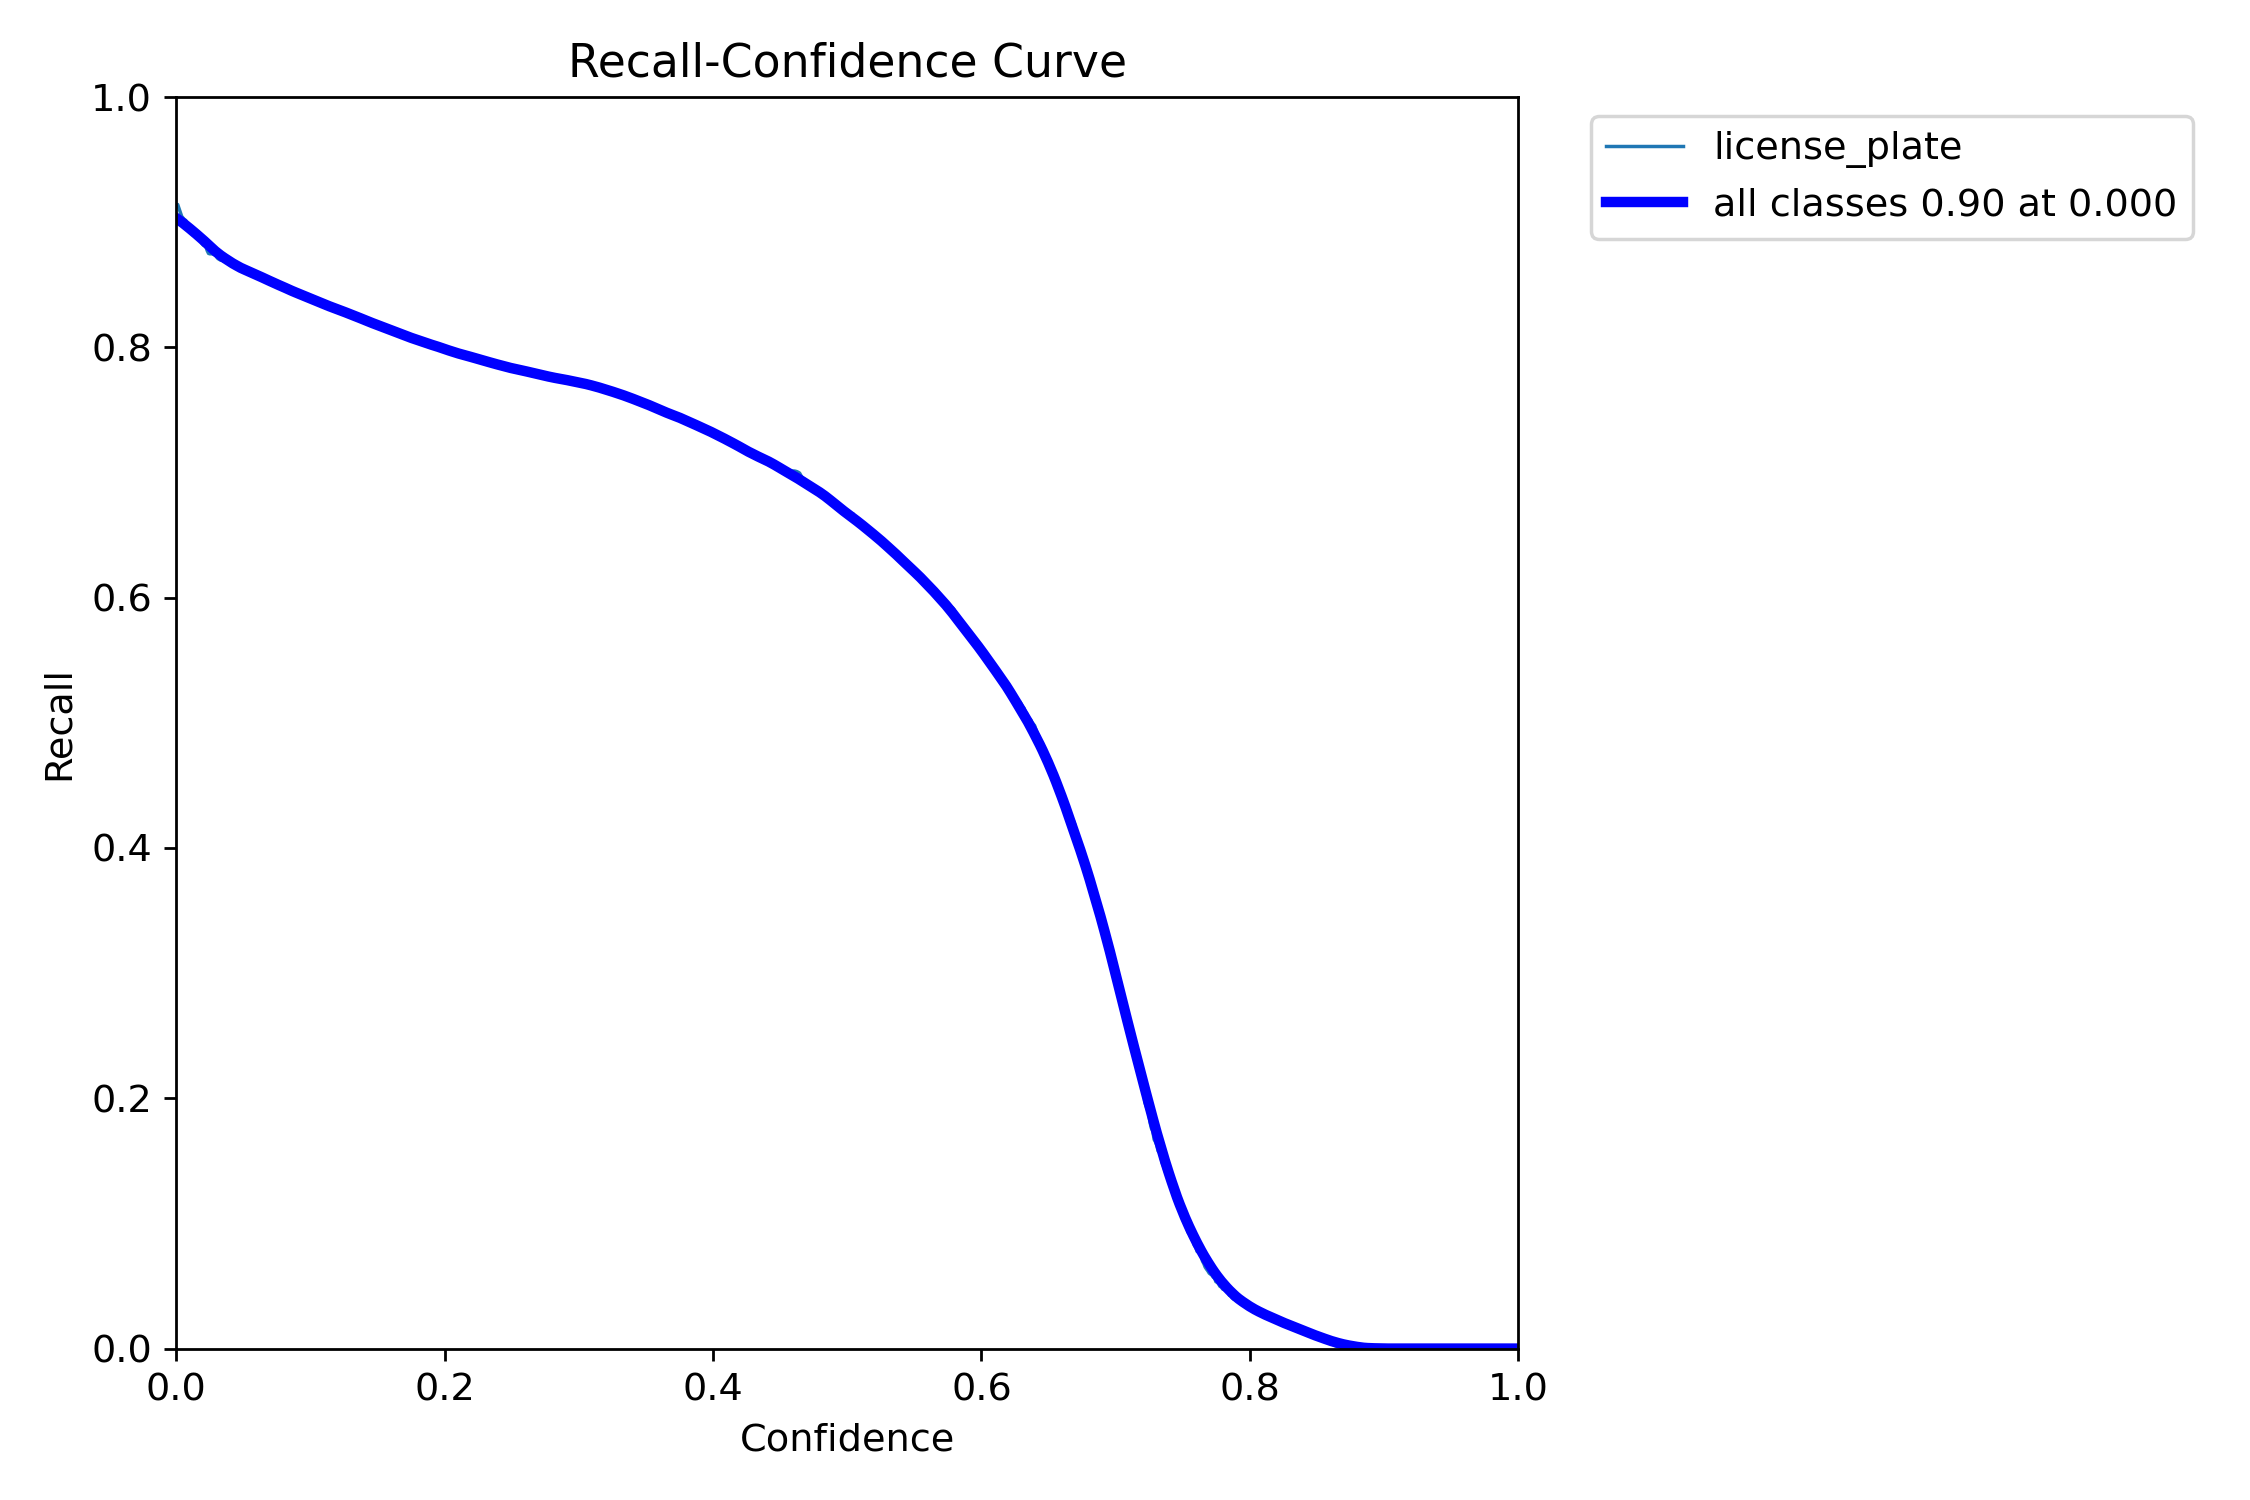 Recall-Confidence Curve
license_plate
all classes 0.90 at 0.000
1.0
0.8
0.6
0.4
0.2
0.0
Recall
0.0 0.2 0.4 0.6 0.8 1.0
Confidence